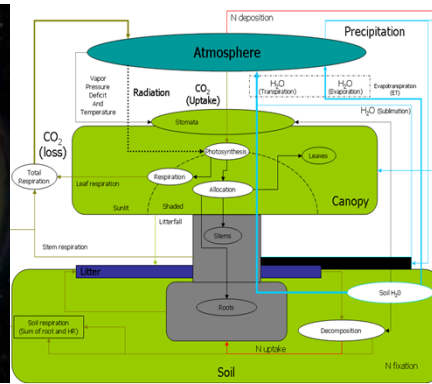 N deposition
Precipitation
Atmosphere
Vapor
Pressure
Deficit
And
Temperature
Radiation
CO2
(Uptake)
H2O
(Transpiration)
H2O
(Evaporation)
Evapotranspiration
(ET)
H2O (Sublimation)
Stomata
CO2
(loss)
Photosynthesis
Leaves
Total
Respiration
Leaf respiration
Respiration
Allocation
Sunlit
Shaded
Canopy
Litterfall
Stem respiration
Stems
Litter
Roots
Soil H2O
Soil respiration
(Sum of root and HR)
Decomposition
N uptake
N fixation
Soil